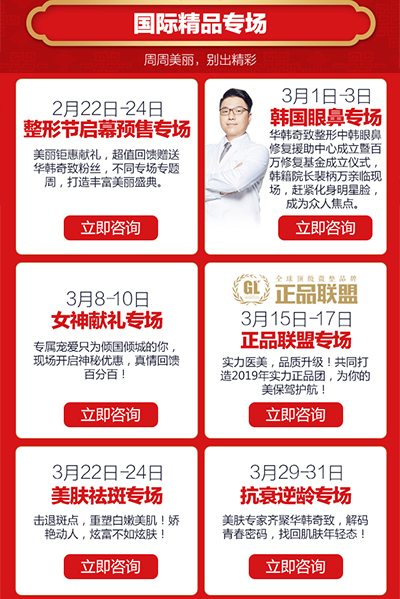 国际精品专场
周周美丽，别出精彩
2月22日-24日
整形节启幕预售专场
美丽钜惠献礼，超值回馈赠送
华韩奇致粉丝，不同专场专题
周，打造丰富美丽盛典。
立即咨询
3月1日-3日
韩国眼鼻专场
华韩奇致整形中韩眼鼻
修复援助中心成立暨百
万修复基金成立仪式，
韩籍院长裴柄万亲临现
场，赶紧化身明星脸，
成为众人焦点。
立即咨询
3月8-10日
女神献礼专场
专属宠爱只为倾国倾城的你，
现场开启神秘优惠，真情回馈
百分百！
立即咨询
GL
全球顶级微整品牌
正品联盟
3月15日-17日
正品联盟专场
实力医美，品质升级！共同打
造2019年实力正品团，为你的
美保驾护航！
立即咨询
3月22日-24日
美肤祛斑专场
击退斑点，重塑白嫩美肌！娇
艳动人，炫富不如炫肤！
立即咨询
3月29-31日
抗衰逆龄专场
美肤专家齐聚华韩奇致，解码
青春密码，找回肌肤年轻态！
立即咨询